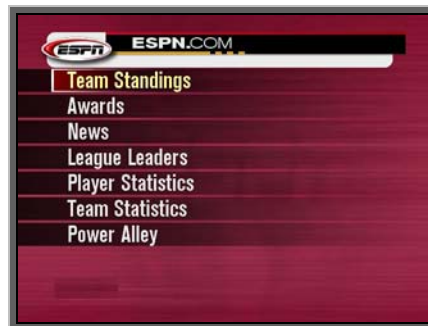 ESPN ESPN.COM
Team Standings
Awards
News
League Leaders
Player Statistics
Team Statistics
Power Alley